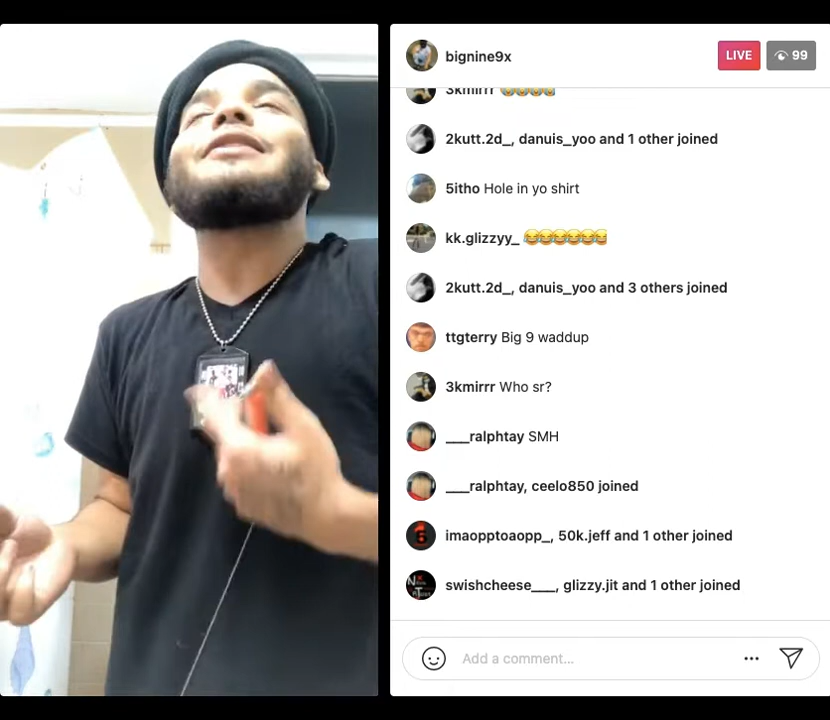 bignine9x
LIVE
99
3kmirrr 😂😂😂😂
2kutt.2d_, danuis_yoo and 1 other joined
5itho Hole in yo shirt
kk.glizzyy_ 😂😂😂😂😂😂
2kutt.2d_, danuis_yoo and 3 others joined
ttgterry Big 9 waddup
3kmirrr Who sr?
___ralphtay SMH
___ralphtay, ceelo850 joined
imaopptoaopp_, 50k.jeff and 1 other joined
swishcheese___, glizzy.jit and 1 other joined
Add a comment...